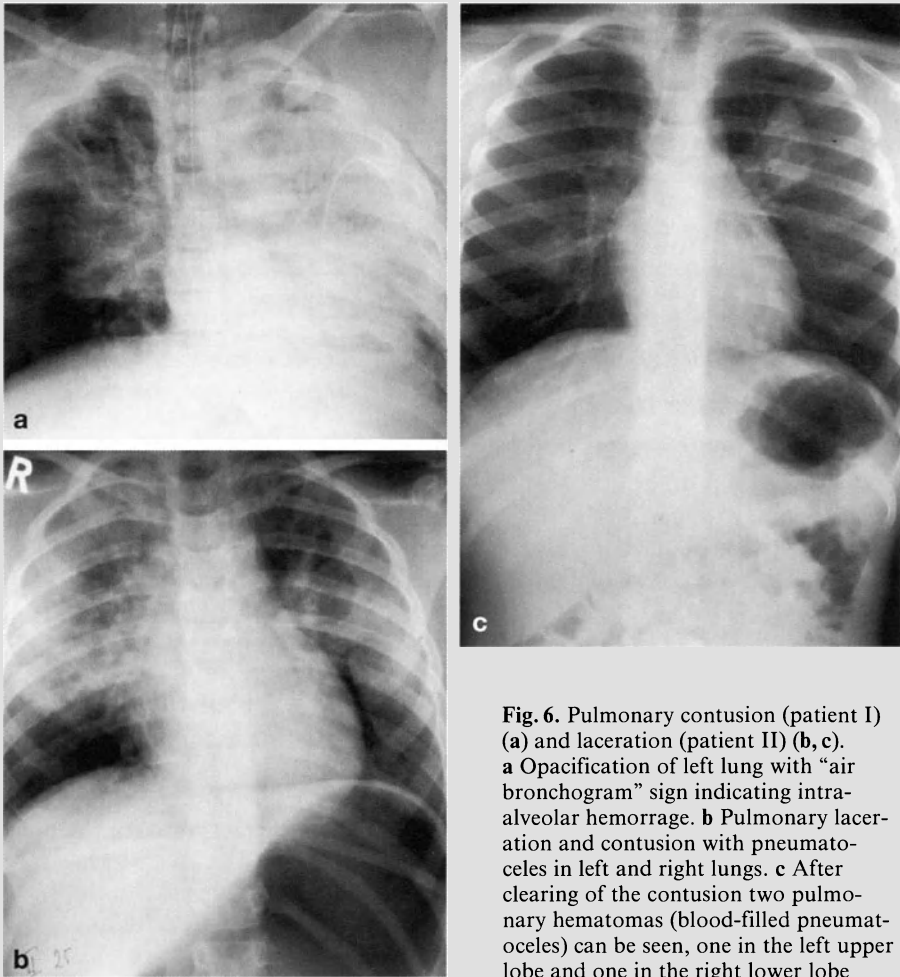 a
R
b
II 25
c
Fig. 6. Pulmonary contusion (patient I)
(a) and laceration (patient II) (b, c).
a Opacification of left lung with “air
bronchogram” sign indicating intra-
alveolar hemorrage. b Pulmonary lacer-
ation and contusion with pneumato-
celes in left and right lungs. c After
clearing of the contusion two pulmo-
nary hematomas (blood-filled pneumat-
oceles) can be seen, one in the left upper
lobe and one in the right lower lobe